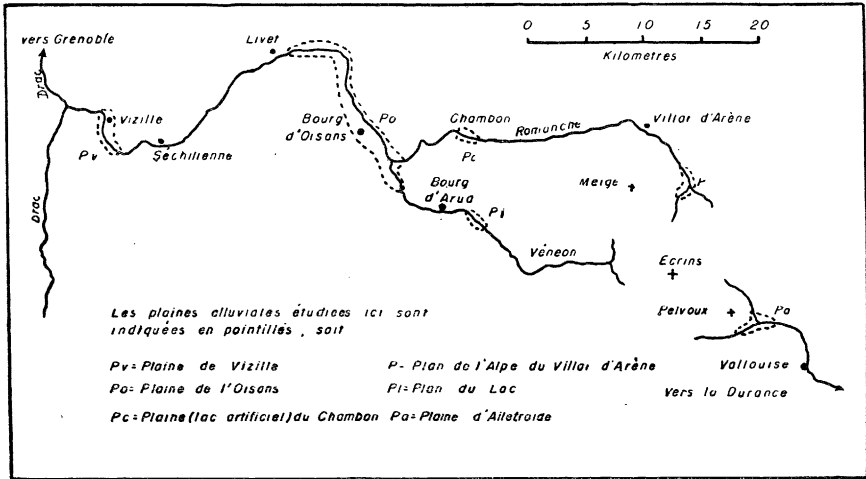 vers Grenoble
Livet
0 5 10 15 20
Kilometres
Drac
Vizille
Pv
Séchilienne
Bourg
d'Oisans
Po
Chambon
Pc
Romanche
Villar d'Arène
Meige
P
Bourg
d'Arud
Pl
Vénéon
Drac
Ecrins
Pelvoux
Pa
Les plaines alluviales étudiées ici sont
indiquées en pointillés, soit
Vallouise
Vers la Durance
Pv = Plaine de Vizille
P - Plan de l'Alpe du Villar d'Arène
Po = Plaine de l'Oisans
Pl = Plan du Lac
Pc = Plaine (lac artificiel) du Chambon
Pa = Plaine d'Ailefroide